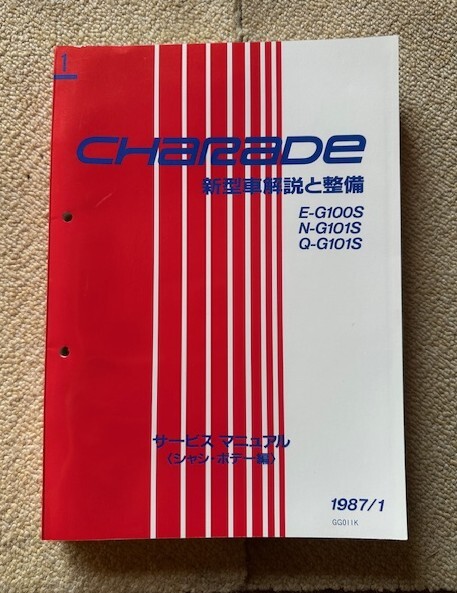 1
CHARADE
新型車解説と整備
E-G100S
N-G101S
Q-G101S
サービス マニュアル
〈シャシ・ボデー編〉
1987/1
GG011K